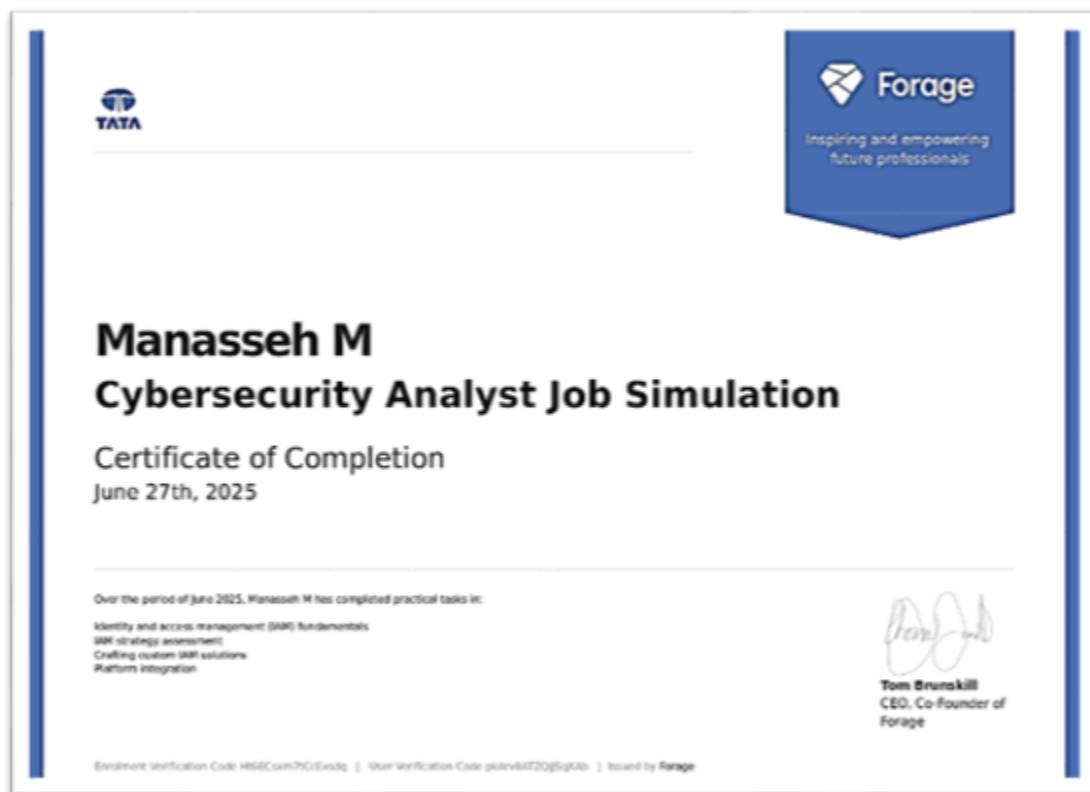 TATA
Forage
Inspiring and empowering
future professionals
Manasseh M
Cybersecurity Analyst Job Simulation
Certificate of Completion
June 27th, 2025
Over the period of June 2025, Manasseh M has completed practical tasks in:
Identity and access management (IAM) fundamentals
IAM strategy assessment
Crafting custom IAM solutions
Platform integration
Tom Brunskill
CEO, Co-Founder of
Forage
Enrolment Verification Code | User Verification Code | Issued by Forage